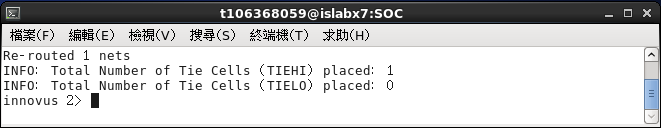 t106368059@islabx7:SOC
檔案(F) 編輯(E) 檢視(V) 搜尋(S) 終端機(T) 求助(H)
Re-routed 1 nets
INFO: Total Number of Tie Cells (TIEHI) placed: 1
INFO: Total Number of Tie Cells (TIELO) placed: 0
innovus 2>